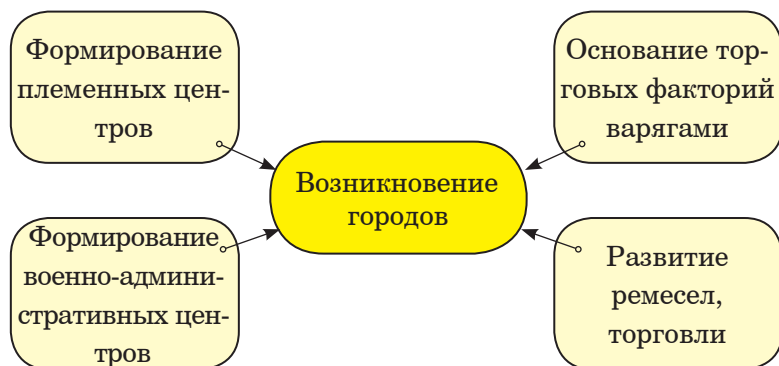 Формирование
племенных цен-
тров
Основание тор-
говых факторий
варягами
Возникновение
городов
Формирование
военно-админи-
стративных цен-
тров
Развитие
ремесел,
торговли